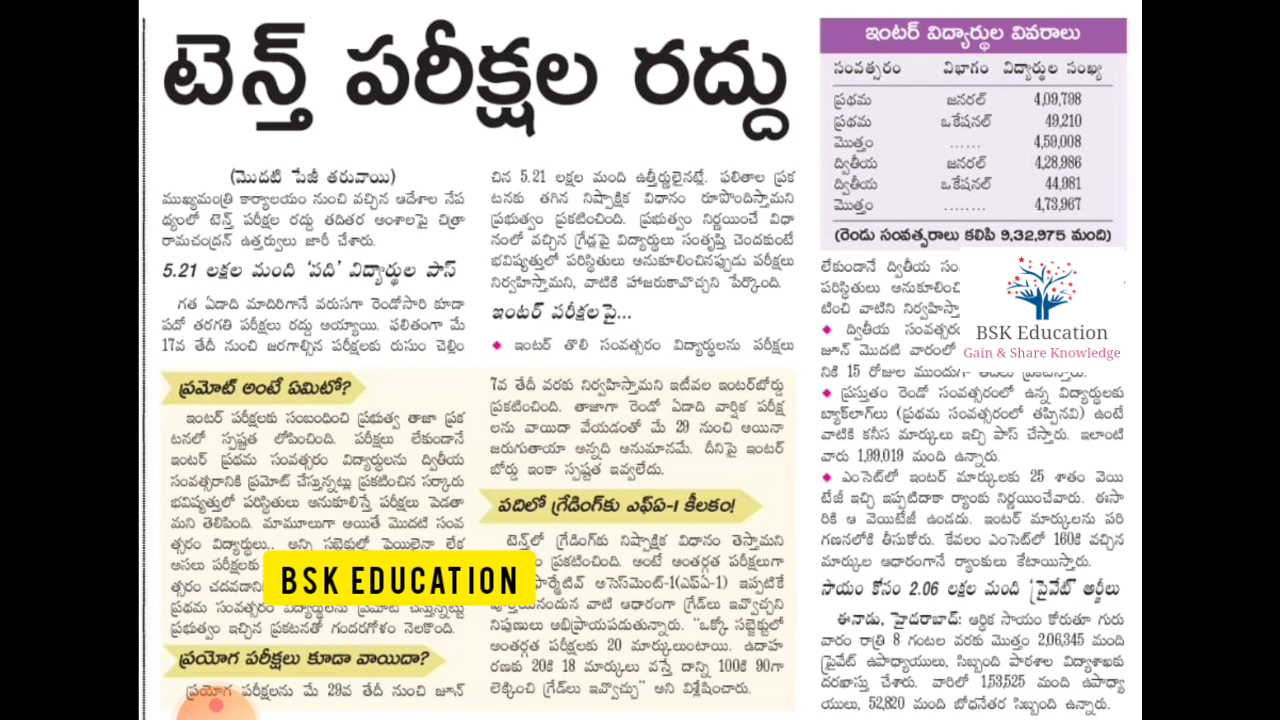 టెన్త్ పరీక్షల రద్దు
(మొదటి పేజీ తరువాయి)
ముఖ్యమంత్రి కార్యాలయం నుంచి వచ్చిన ఆదేశాల నేప
థ్యంలో టెన్త్ పరీక్షల రద్దు తదితర అంశాలపై చిత్రా
రామచంద్రన్ ఉత్తర్వులు జారీ చేశారు.
5.21 లక్షల మంది ‘పది’ విద్యార్థుల పాస్
గత ఏడాది మాదిరిగానే వరుసగా రెండోసారి కూడా
పదో తరగతి పరీక్షలు రద్దు అయ్యాయి. ఫలితంగా మే
17వ తేదీ నుంచి జరగాల్సిన పరీక్షలకు రుసుం చెల్లిం
చిన 5.21 లక్షల మంది ఉత్తీర్ణులైనట్లే. ఫలితాల ప్రక
టనకు తగిన నిష్పాక్షిక విధానం రూపొందిస్తామని
ప్రభుత్వం ప్రకటించింది. ప్రభుత్వం నిర్ణయించే విధా
నంలో వచ్చిన గ్రేడ్లపై విద్యార్థులు సంతృప్తి చెందకుంటే
భవిష్యత్తులో పరిస్థితులు అనుకూలించినప్పుడు పరీక్షలు
నిర్వహిస్తామని, వాటికి హాజరుకావొచ్చని పేర్కొంది.
ఇంటర్ పరీక్షలపై...
◆ ఇంటర్ తొలి సంవత్సరం విద్యార్థులను పరీక్షలు
ప్రమోట్ అంటే ఏమిటో?
ఇంటర్ పరీక్షలకు సంబంధించి ప్రభుత్వ తాజా ప్రక
టనలో స్పష్టత లోపించింది. పరీక్షలు లేకుండానే
ఇంటర్ ప్రథమ సంవత్సరం విద్యార్థులను ద్వితీయ
సంవత్సరానికి ప్రమోట్ చేస్తున్నట్లు ప్రకటించిన సర్కారు
భవిష్యత్తులో పరిస్థితులు అనుకూలిస్తే పరీక్షలు పెడతా
మని తెలిపింది. మామూలుగా అయితే మొదటి సంవ
త్సరం విద్యార్థులు.. అన్ని సబ్జెక్టుల్లో ఫెయిలైనా లేక
అసలు పరీక్షలకు
త్సరం చదవడాని
ప్రథమ సంవత్సరం విద్యార్థులను ప్రమోట్ చేస్తున్నట్లు
ప్రభుత్వం ఇచ్చిన ప్రకటనతో గందరగోళం నెలకొంది.
ప్రయోగ పరీక్షలు కూడా వాయిదా?
ప్రయోగ పరీక్షలను మే 29వ తేదీ నుంచి జూన్
7వ తేదీ వరకు నిర్వహిస్తామని ఇటీవల ఇంటర్‌బోర్డు
ప్రకటించింది. తాజాగా రెండో ఏడాది వార్షిక పరీక్ష
లను వాయిదా వేయడంతో మే 29 నుంచి అయినా
జరుగుతాయా అన్నది అనుమానమే. దీనిపై ఇంటర్
బోర్డు ఇంకా స్పష్టత ఇవ్వలేదు.
పదిలో గ్రేడింగ్‌కు ఎఫ్ఏ-1 కీలకం!
టెన్త్‌లో గ్రేడింగ్‌కు నిష్పాక్షిక విధానం తెస్తామని
ప్రకటించింది. అంటే అంతర్గత పరీక్షలుగా
అసెస్‌మెంట్-1(ఎఫ్ఏ-1) ఇప్పటికే
వాటి ఆధారంగా గ్రేడ్‌లు ఇవ్వొచ్చని
నిపుణులు అభిప్రాయపడుతున్నారు. “ఒక్కో సబ్జెక్టులో
అంతర్గత పరీక్షలకు 20 మార్కులుంటాయి. ఉదాహ
రణకు 20కి 18 మార్కులు వస్తే దాన్ని 100కి 90గా
లెక్కించి గ్రేడ్‌లు ఇవ్వొచ్చు” అని విశ్లేషించారు.
BSK EDUCATION
ఇంటర్ విద్యార్థుల వివరాలు
సంవత్సరం విభాగం విద్యార్థుల సంఖ్య
ప్రథమ జనరల్ 4,09,798
ప్రథమ ఒకేషనల్ 49,210
మొత్తం ...... 4,59,008
ద్వితీయ జనరల్ 4,28,986
ద్వితీయ ఒకేషనల్ 44,981
మొత్తం ........ 4,73,967
(రెండు సంవత్సరాలు కలిపి 9,32,975 మంది)
లేకుండానే ద్వితీయ
పరిస్థితులు అనుకూలించి
టించి వాటిని
◆ ద్వితీయ సంవత్సర
జూన్ మొదటి వారంలో
నికి 15 రోజుల ముందుగా
BSK Education
Gain & Share Knowledge
◆ ప్రస్తుతం రెండో సంవత్సరంలో ఉన్న విద్యార్థులకు
బ్యాక్‌లాగ్‌లు (ప్రథమ సంవత్సరంలో తప్పినవి) ఉంటే
వాటికి కనీస మార్కులు ఇచ్చి పాస్ చేస్తారు. ఇలాంటి
వారు 1,99,019 మంది ఉన్నారు.
◆ ఎంసెట్‌లో ఇంటర్ మార్కులకు 25 శాతం వెయి
టేజీ ఇచ్చి ఇప్పటిదాకా ర్యాంకు నిర్ణయించేవారు. ఈసా
రికి ఆ వెయిటేజీ ఉండదు. ఇంటర్ మార్కులను పరి
గణనలోకి తీసుకోరు. కేవలం ఎంసెట్‌లో 160కి వచ్చిన
మార్కుల ఆధారంగానే ర్యాంకులు కేటాయిస్తారు.
సాయం కోసం 2.06 లక్షల మంది ‘ప్రైవేట్’ అర్జీలు
ఈనాడు, హైదరాబాద్: ఆర్థిక సాయం కోరుతూ గురు
వారం రాత్రి 8 గంటల వరకు మొత్తం 2,06,345 మంది
ప్రైవేట్ ఉపాధ్యాయులు, సిబ్బంది పాఠశాల విద్యాశాఖకు
దరఖాస్తు చేశారు. వారిలో 1,53,525 మంది ఉపాధ్యా
యులు, 52,820 మంది బోధనేతర సిబ్బంది ఉన్నారు.